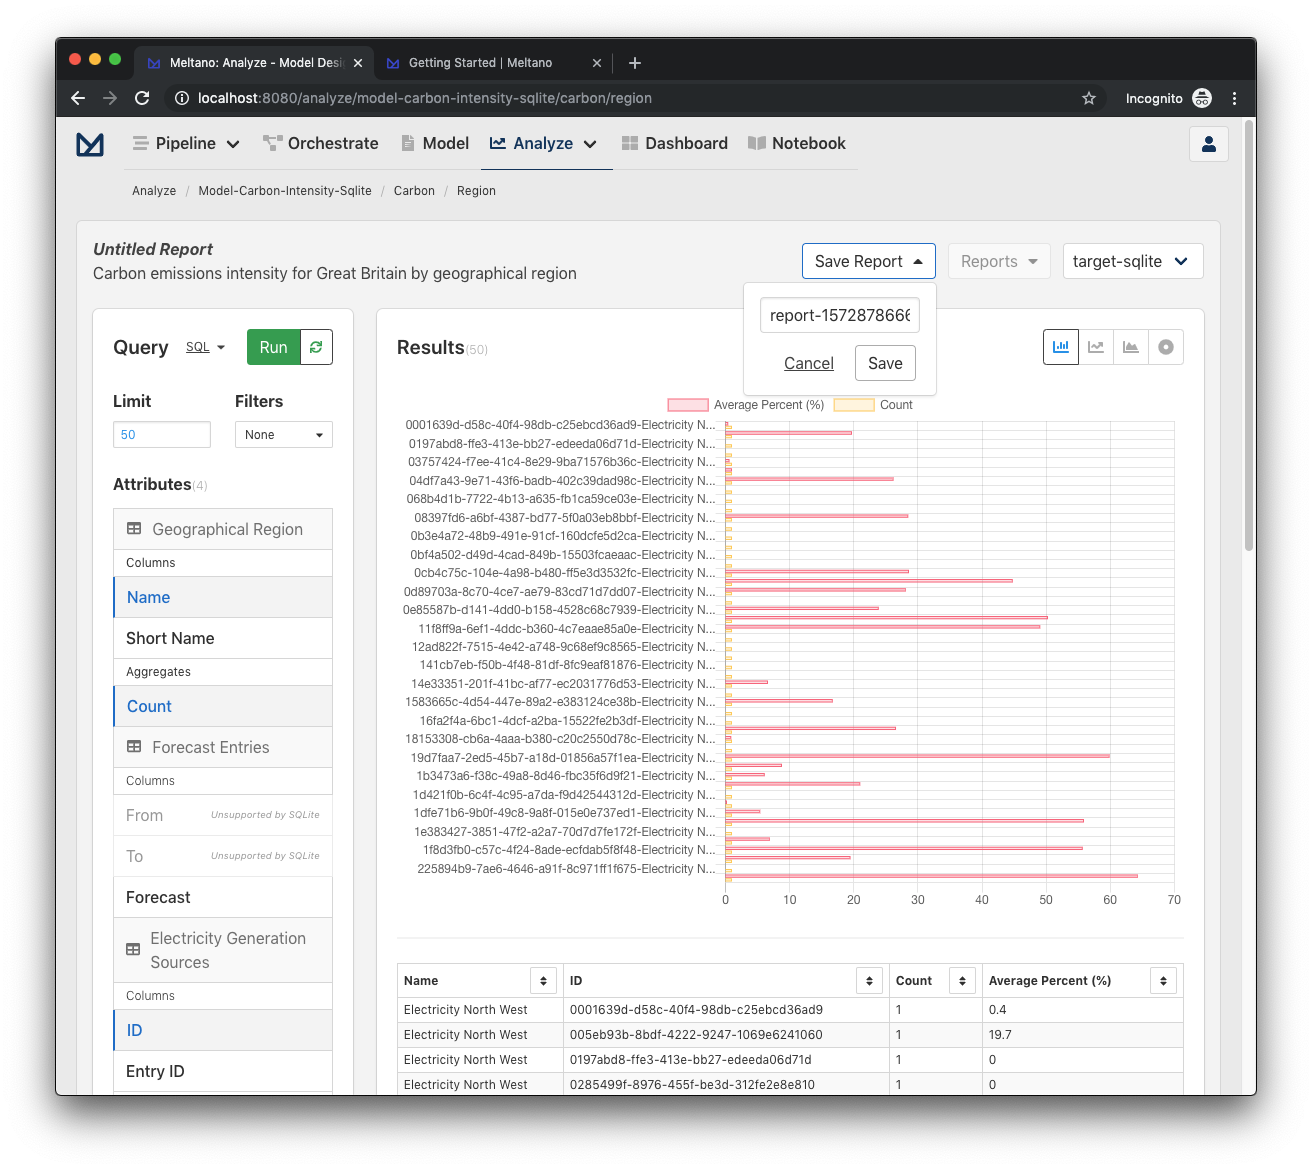 Meltano: Analyze - Model Desi
Getting Started | Meltano
localhost:8080/analyze/model-carbon-intensity-sqlite/carbon/region
Incognito
Pipeline
Orchestrate
Model
Analyze
Dashboard
Notebook
Analyze / Model-Carbon-Intensity-Sqlite / Carbon / Region
Untitled Report
Carbon emissions intensity for Great Britain by geographical region
Save Report
Reports
target-sqlite
report-1572878666
Cancel
Save
Query
SQL
Run
Limit
Filters
50
None
Attributes(4)
Geographical Region
Columns
Name
Short Name
Aggregates
Count
Forecast Entries
Columns
From
Unsupported by SQLite
To
Unsupported by SQLite
Forecast
Electricity Generation
Sources
Columns
ID
Entry ID
Results(50)
Average Percent (%)
Count
0001639d-d58c-40f4-98db-c25ebcd36ad9-Electricity N...
0197abd8-ffe3-413e-bb27-edeeda06d71d-Electricity N...
03757424-f7ee-41c4-8e29-9ba71576b36c-Electricity N...
04df7a43-9e71-43f6-badb-402c39dad98c-Electricity N...
068b4d1b-7722-4b13-a635-fb1ca59ce03e-Electricity N...
08397fd6-a6bf-4387-bd77-5f0a03eb8bbf-Electricity N...
0b3e4a72-48b9-491e-91cf-160dcfe5d2ca-Electricity N...
0bf4a502-d49d-4cad-849b-15503fcaeaac-Electricity N...
0cb4c75c-104e-4a98-b480-ff5e3d3532fc-Electricity N...
0d89703a-8c70-4ce7-ae79-83cd71d7dd07-Electricity N...
0e85587b-d141-4dd0-b158-4528c68c7939-Electricity N...
11f8ff9a-6ef1-4ddc-b360-4c7eaae85a0e-Electricity N...
12ad822f-7515-4e42-a748-9c68ef9c8565-Electricity N...
141cb7eb-f50b-4f48-81df-8fc9eaf81876-Electricity N...
14e33351-201f-41bc-af77-ec2031776d53-Electricity N...
1583665c-4d54-447e-89a2-e383124ce38b-Electricity N...
16fa2f4a-6bc1-4dcf-a2ba-15522fe2b3df-Electricity N...
18153308-cb6a-4aaa-b380-c20c2550d78c-Electricity N...
19d7faa7-2ed5-45b7-a18d-01856a57f1ea-Electricity N...
1b3473a6-f38c-49a8-8d46-fbc35f6d9f21-Electricity N...
1d421f0b-6c4f-4c95-a7da-f9d42544312d-Electricity N...
1dfe71b6-9b0f-49c8-9a8f-015e0e737ed1-Electricity N...
1e383427-3851-47f2-a2a7-70d7d7fe172f-Electricity N...
1f8d3fb0-c57c-4f24-8ade-ecfdab5f8f48-Electricity N...
225894b9-7ae6-4646-a91f-8c971ff1f675-Electricity N...
0 10 20 30 40 50 60 70
Name ID Count Average Percent (%)
Electricity North West 0001639d-d58c-40f4-98db-c25ebcd36ad9 1 0.4
Electricity North West 005eb93b-8bdf-4222-9247-1069e6241060 1 19.7
Electricity North West 0197abd8-ffe3-413e-bb27-edeeda06d71d 1 0
Electricity North West 0285499f-8976-455f-be3d-312fe2e8e810 1 0